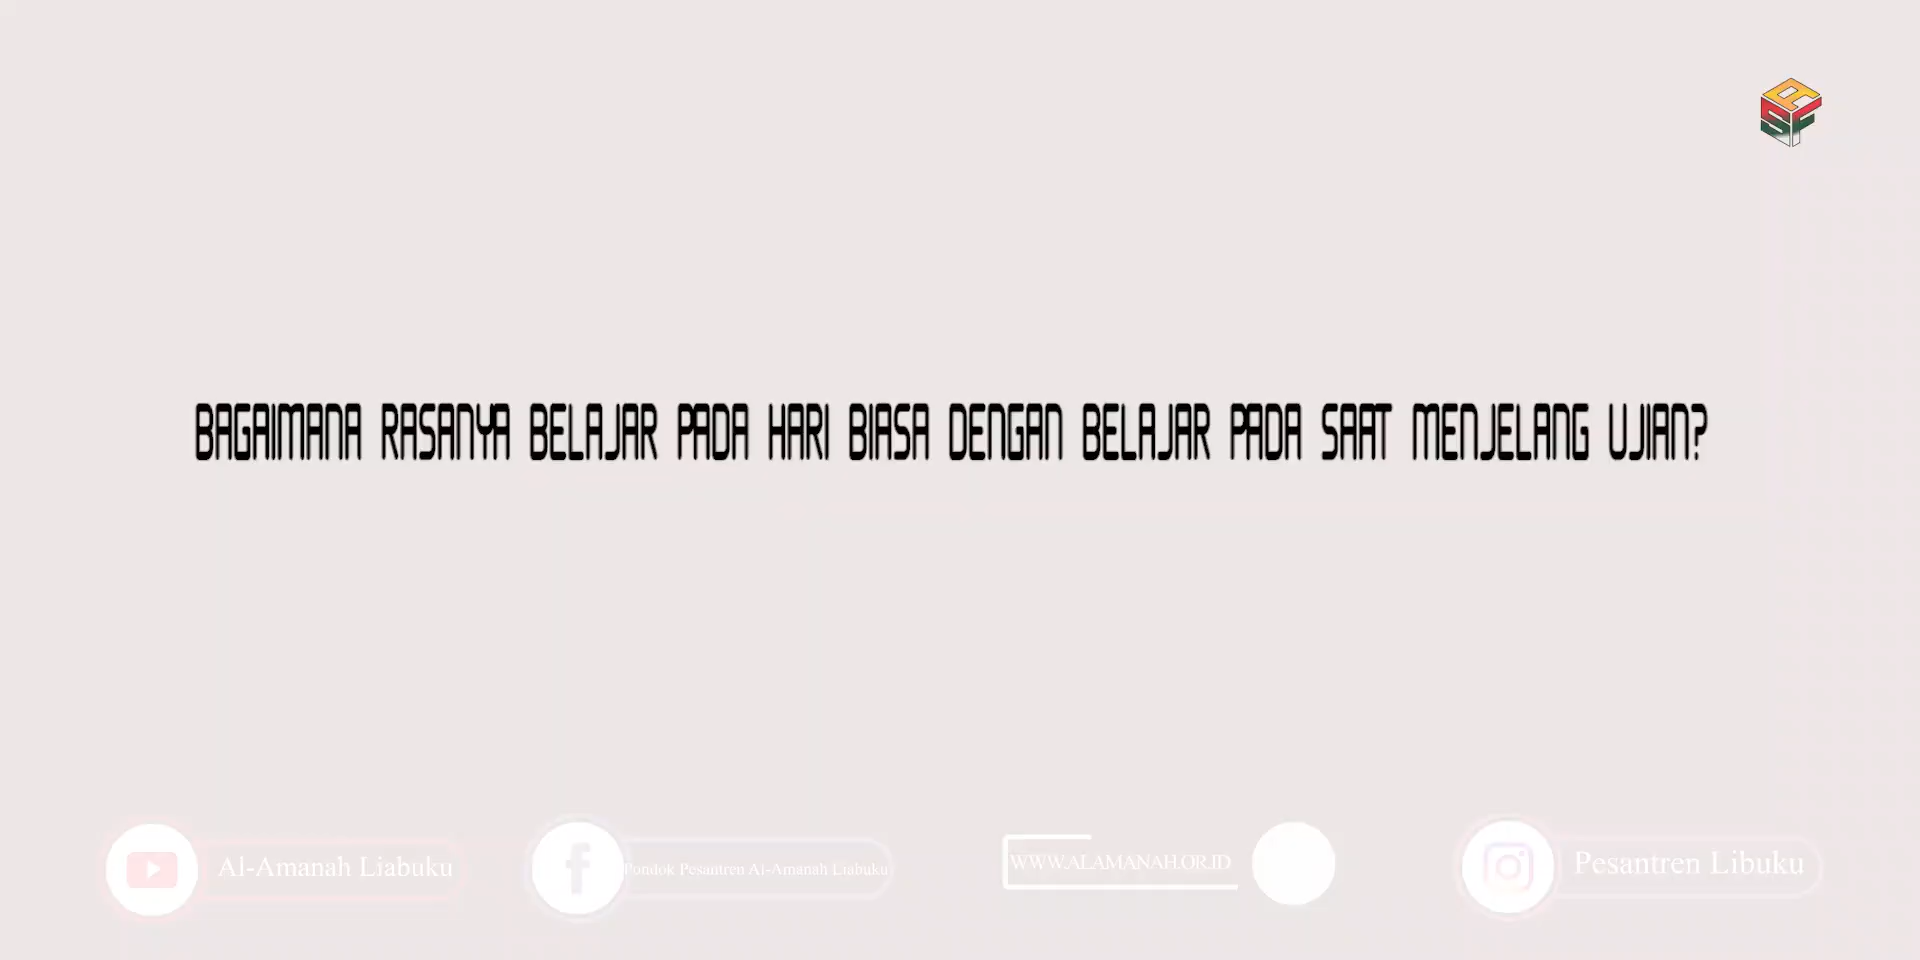 BAGAIMANA RASANYA BELAJAR PADA HARI BIASA DENGAN BELAJAR PADA SAAT MENJELANG UJIAN?
Al-Amanah Liabuku
Pondok Pesantren Al-Amanah Liabuku
WWW.ALAMANAH.OR.ID
Pesantren Libuku